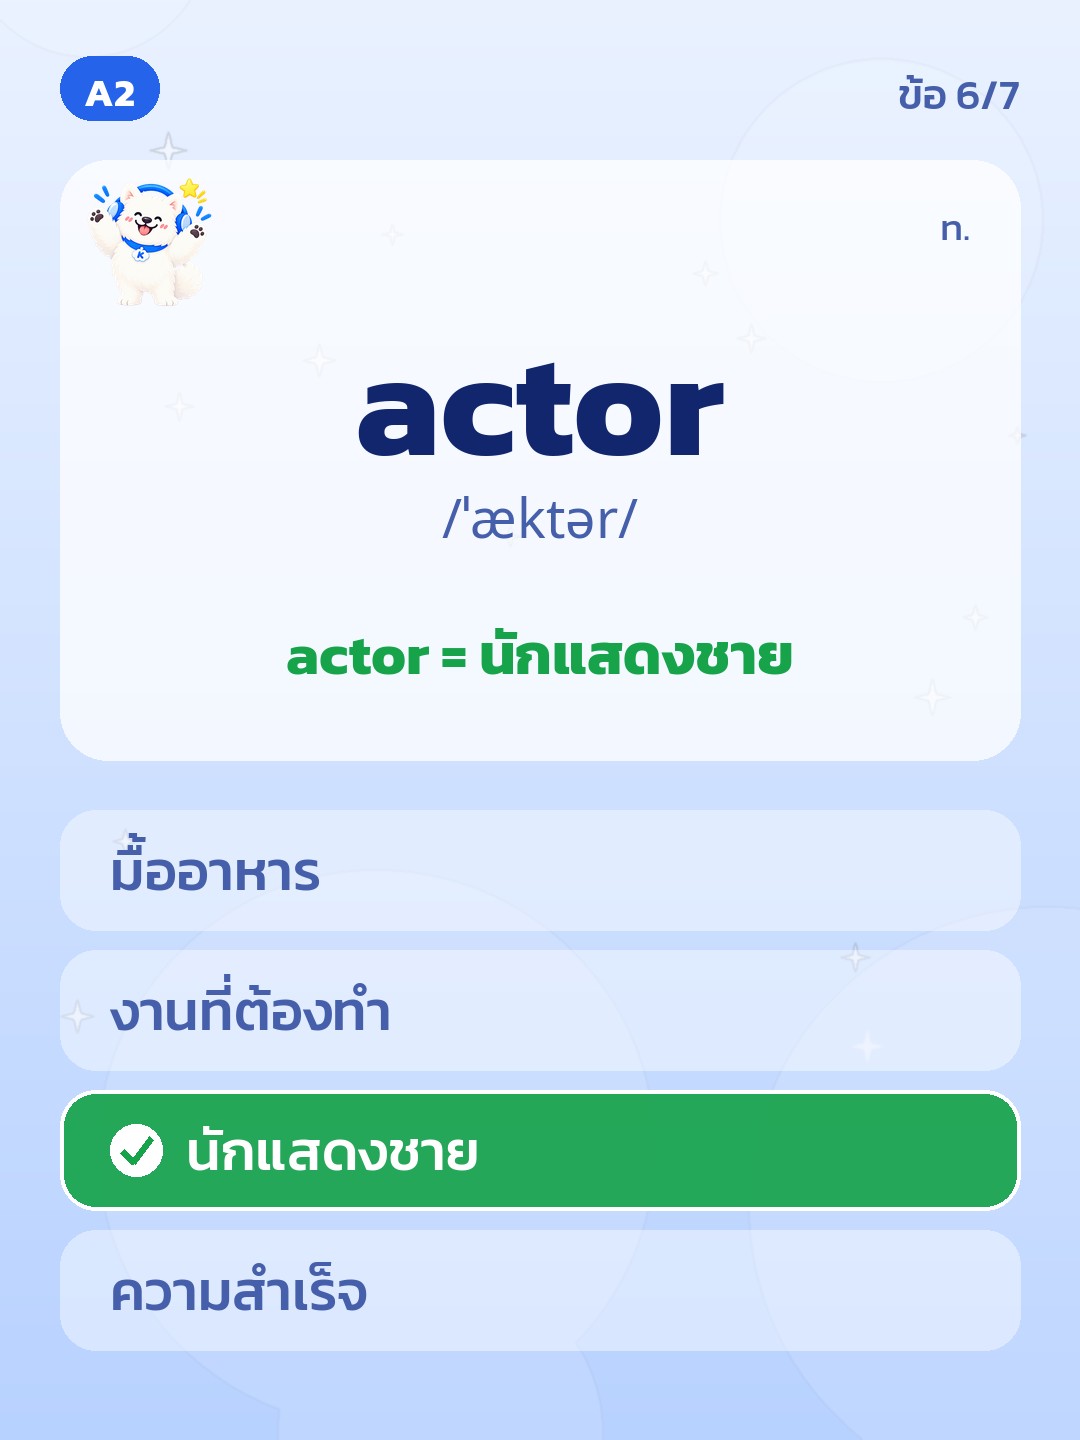 A2
ข้อ 6/7
n.
actor
/ˈæktər/
actor = นักแสดงชาย
มื้ออาหาร
งานที่ต้องทำ
นักแสดงชาย
ความสำเร็จ